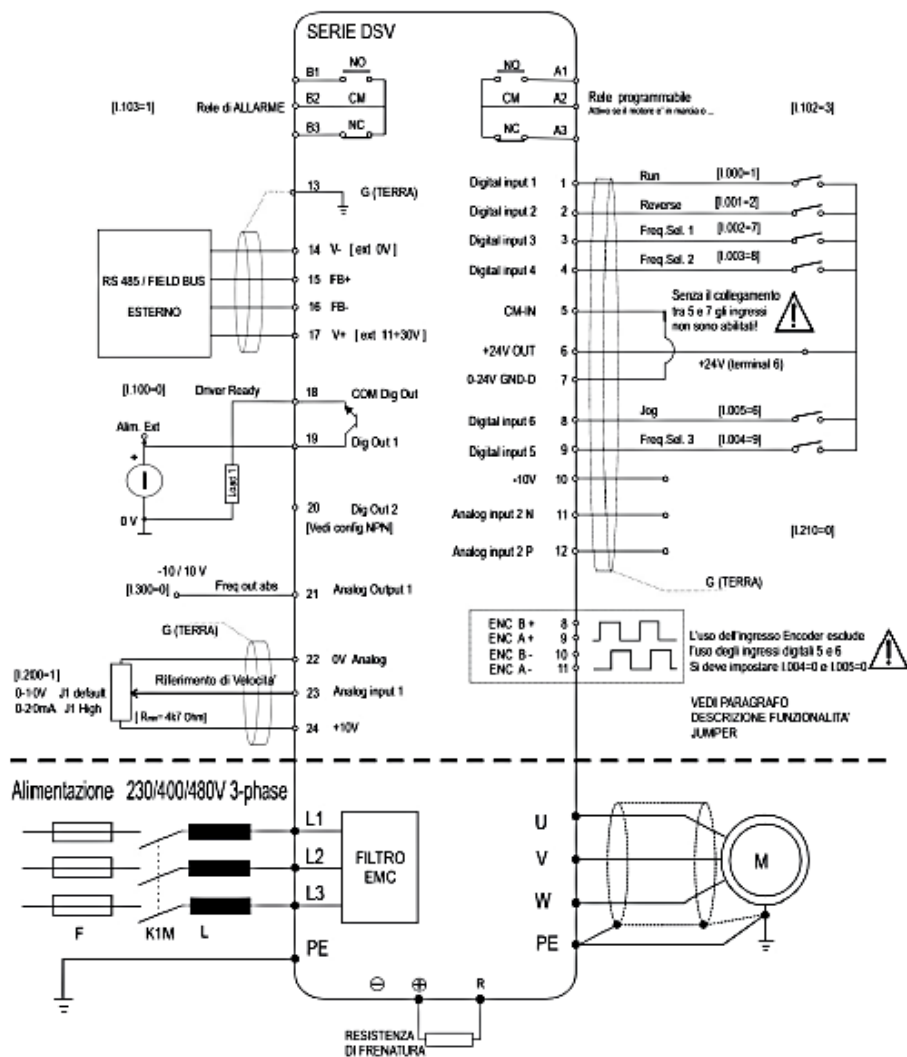 SERIE DSV
B1
NO
B2
CM
B3
NC
[I.103=1]
Rele di ALLARME
NO
A1
CM
A2
NC
A3
Rele programmabile
Attivo se il motore e' in marcia o ...
[I.102=3]
13
G (TERRA)
RS 485 / FIELD BUS
ESTERNO
14
V- [ ext 0V ]
15
FB+
16
FB-
17
V+ [ ext 11÷30V ]
[I.100=0]
Driver Ready
18
COM Dig Out
Alim. Ext
19
Dig Out 1
+
Load 1
0 V
20
Dig Out 2
[Vedi config NPN]
-10 / 10 V
[I.300=0]
Freq out abs
21
Analog Output 1
G (TERRA)
22
0V Analog
[I.200=1]
0-10V J1 default
0-20mA J1 High
Riferimento di Velocita'
23
Analog input 1
24
+10V
Digital input 1
1
Run
[I.000=1]
Digital input 2
2
Reverse
[I.001=2]
Digital input 3
3
Freq.Sel. 1
[I.002=7]
Digital input 4
4
Freq.Sel. 2
[I.003=8]
CM-IN
5
Senza il collegamento
tra 5 e 7 gli ingressi
non sono abilitati!
+24V OUT
6
+24V (terminal 6)
0-24V GND-D
7
Digital input 6
8
Jog
[I.005=6]
Digital input 5
9
Freq.Sel. 3
[I.004=9]
-10V
10
Analog input 2 N
11
[I.210=0]
Analog input 2 P
12
G (TERRA)
ENC B +
8
ENC A +
9
ENC B -
10
ENC A -
11
L'uso dell'ingresso Encoder esclude
l'uso degli ingressi digitali 5 e 6
Si deve impostare I.004=0 e I.005=0
VEDI PARAGRAFO
DESCRIZIONE FUNZIONALITA'
JUMPER
Alimentazione 230/400/480V 3-phase
L1
L2
L3
FILTRO
EMC
F
K1M
L
PE
U
V
W
PE
M
R
RESISTENZA
DI FRENATURA